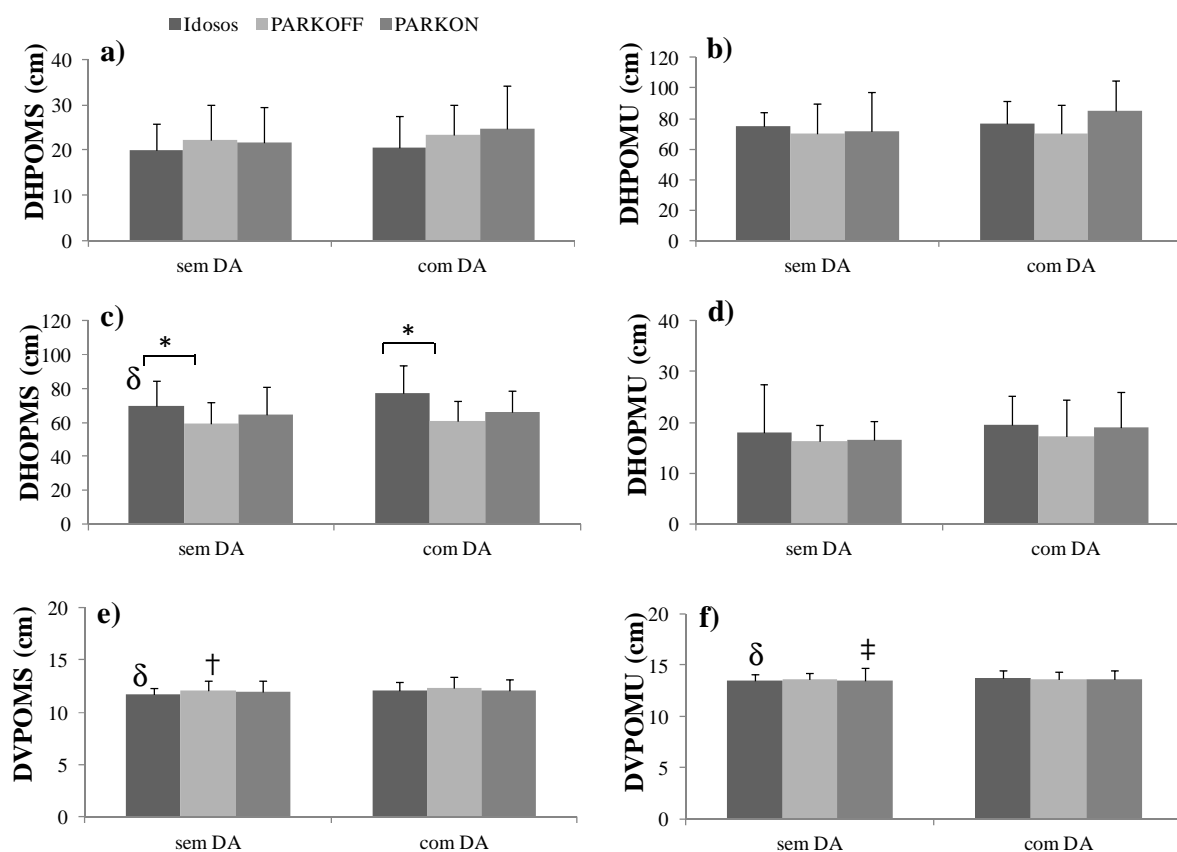 Idosos PARKOFF PARKON
a)
DHPOMS (cm)
40
30
20
10
0
sem DA com DA
b)
DHPOMU (cm)
120
100
80
60
40
20
0
sem DA com DA
c)
DHOPMS (cm)
120
100
80
60
40
20
0
* *
δ
sem DA com DA
d)
DHOPMU (cm)
40
30
20
10
0
sem DA com DA
e)
DVPOMS (cm)
20
15
10
5
0
δ †
sem DA com DA
f)
DVPOMU (cm)
20
15
10
5
0
δ ‡
sem DA com DA